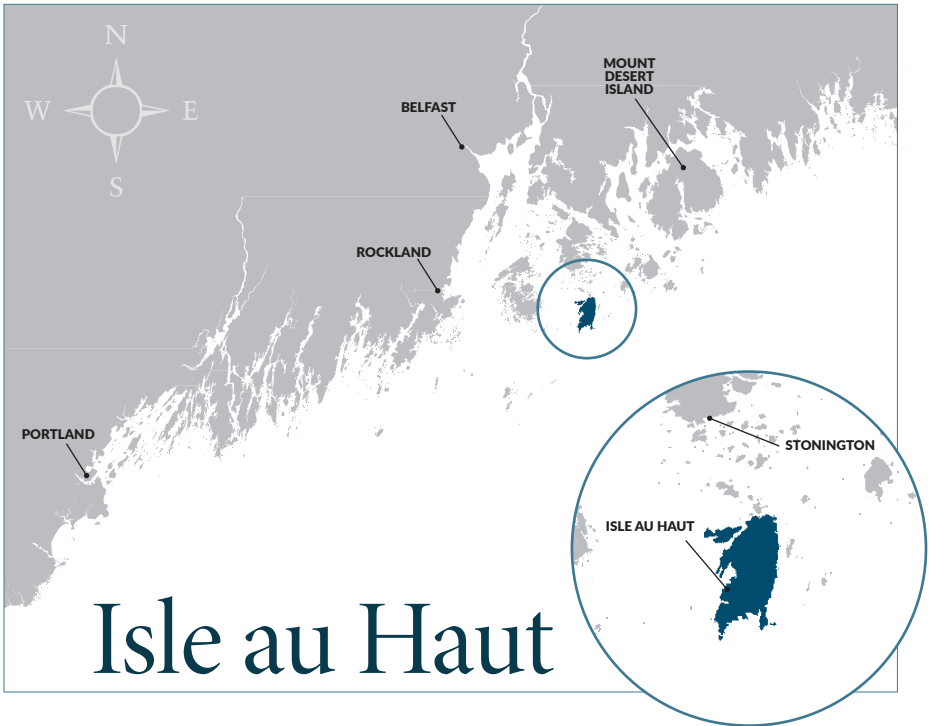 N
W E
S
MOUNT
DESERT
ISLAND
BELFAST
ROCKLAND
PORTLAND
STONINGTON
ISLE AU HAUT
Isle au Haut